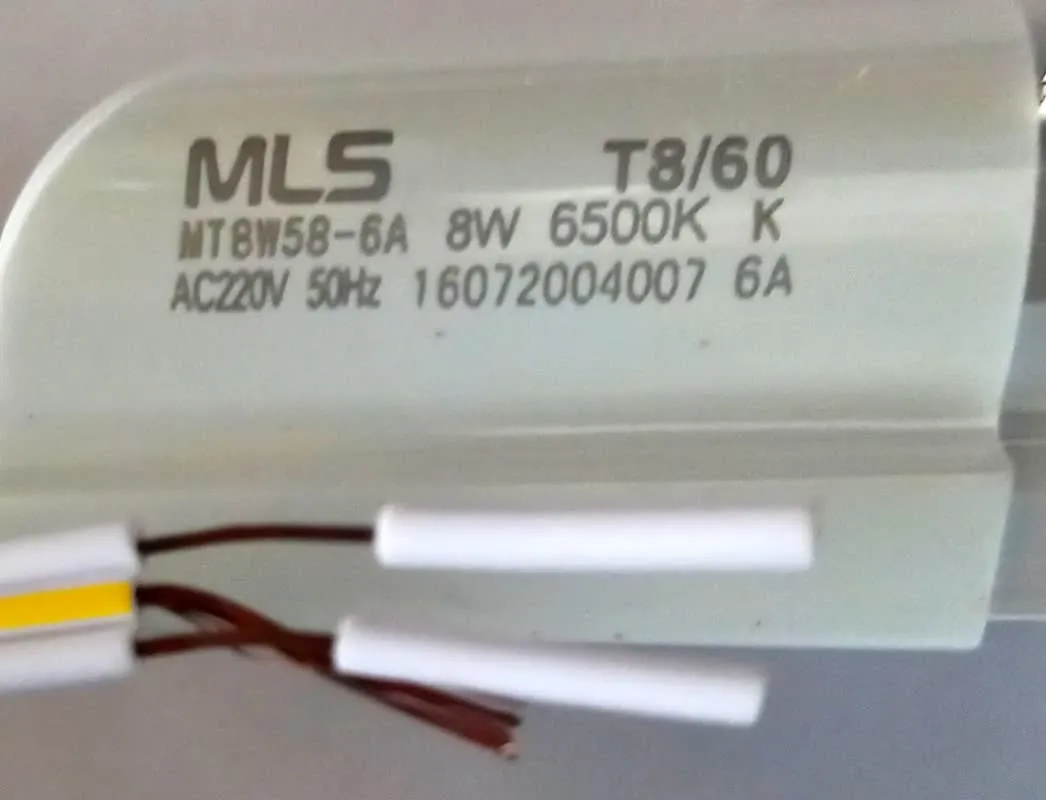 MLS T8/60
MT8W58-6A 8W 6500K K
AC220V 50Hz 16072004007 6A